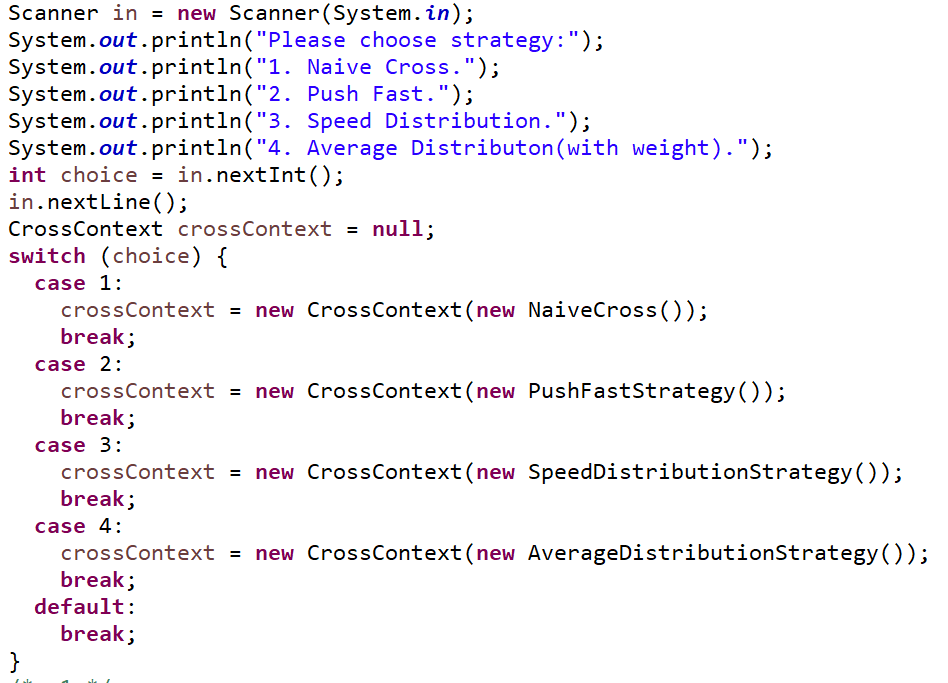 Scanner in = new Scanner(System.in);
System.out.println("Please choose strategy:");
System.out.println("1. Naive Cross.");
System.out.println("2. Push Fast.");
System.out.println("3. Speed Distribution.");
System.out.println("4. Average Distributon(with weight).");
int choice = in.nextInt();
in.nextLine();
CrossContext crossContext = null;
switch (choice) {
  case 1:
    crossContext = new CrossContext(new NaiveCross());
    break;
  case 2:
    crossContext = new CrossContext(new PushFastStrategy());
    break;
  case 3:
    crossContext = new CrossContext(new SpeedDistributionStrategy());
    break;
  case 4:
    crossContext = new CrossContext(new AverageDistributionStrategy());
    break;
  default:
    break;
}